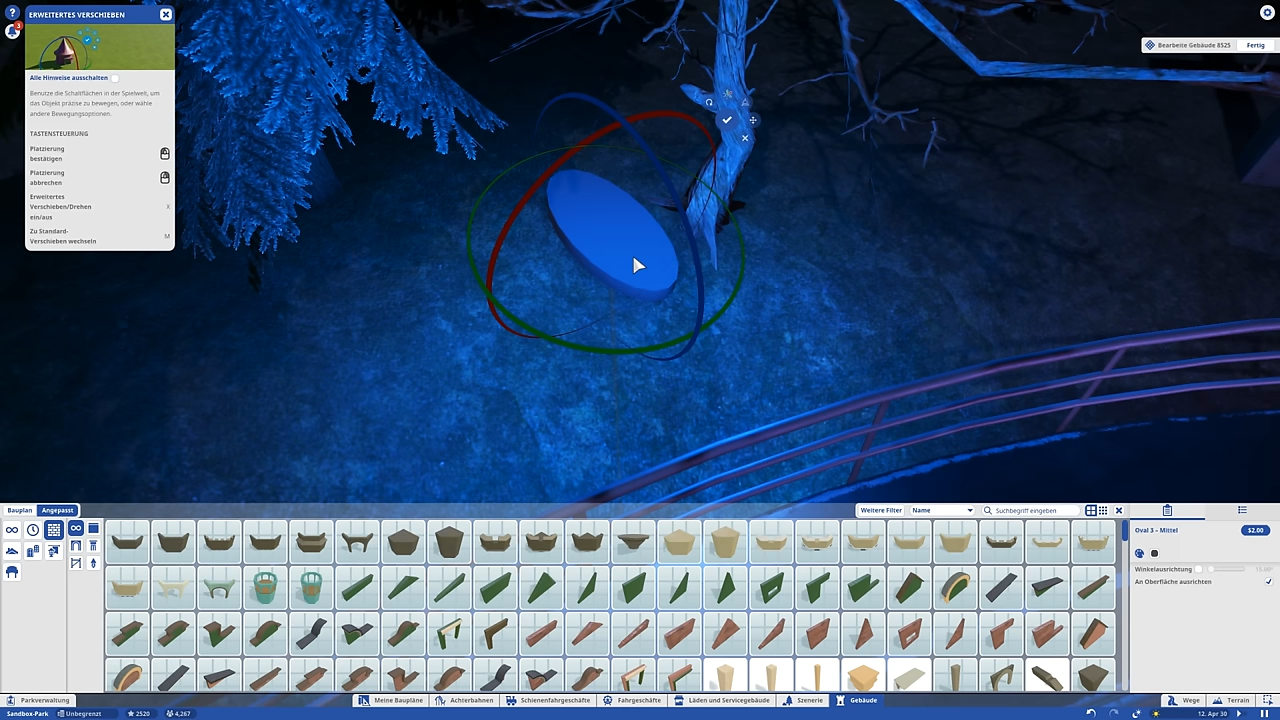 ERWEITERTES VERSCHIEBEN
Alle Hinweise ausschalten
Benutze die Schaltflächen in der Spielwelt, um
das Objekt präzise zu bewegen, oder wähle
andere Bewegungsoptionen.
TASTENSTEUERUNG
Platzierung
bestätigen
Platzierung
abbrechen
Erweitertes
Verschieben/Drehen
ein/aus
X
Zu Standard-
Verschieben wechseln
M
?
3
Bearbeite Gebäude 8525
Fertig
Bauplan
Angepasst
Weitere Filter
Name
Suchbegriff eingeben
Oval 3 – Mittel
$2.00
Winkelausrichtung
15.00°
An Oberfläche ausrichten
Parkverwaltung
Meine Baupläne
Achterbahnen
Schienenfahrgeschäfte
Fahrgeschäfte
Läden und Servicegebäude
Szenerie
Gebäude
Wege
Terrain
Sandbox-Park
Unbegrenzt
2520
4,267
12. Apr 30